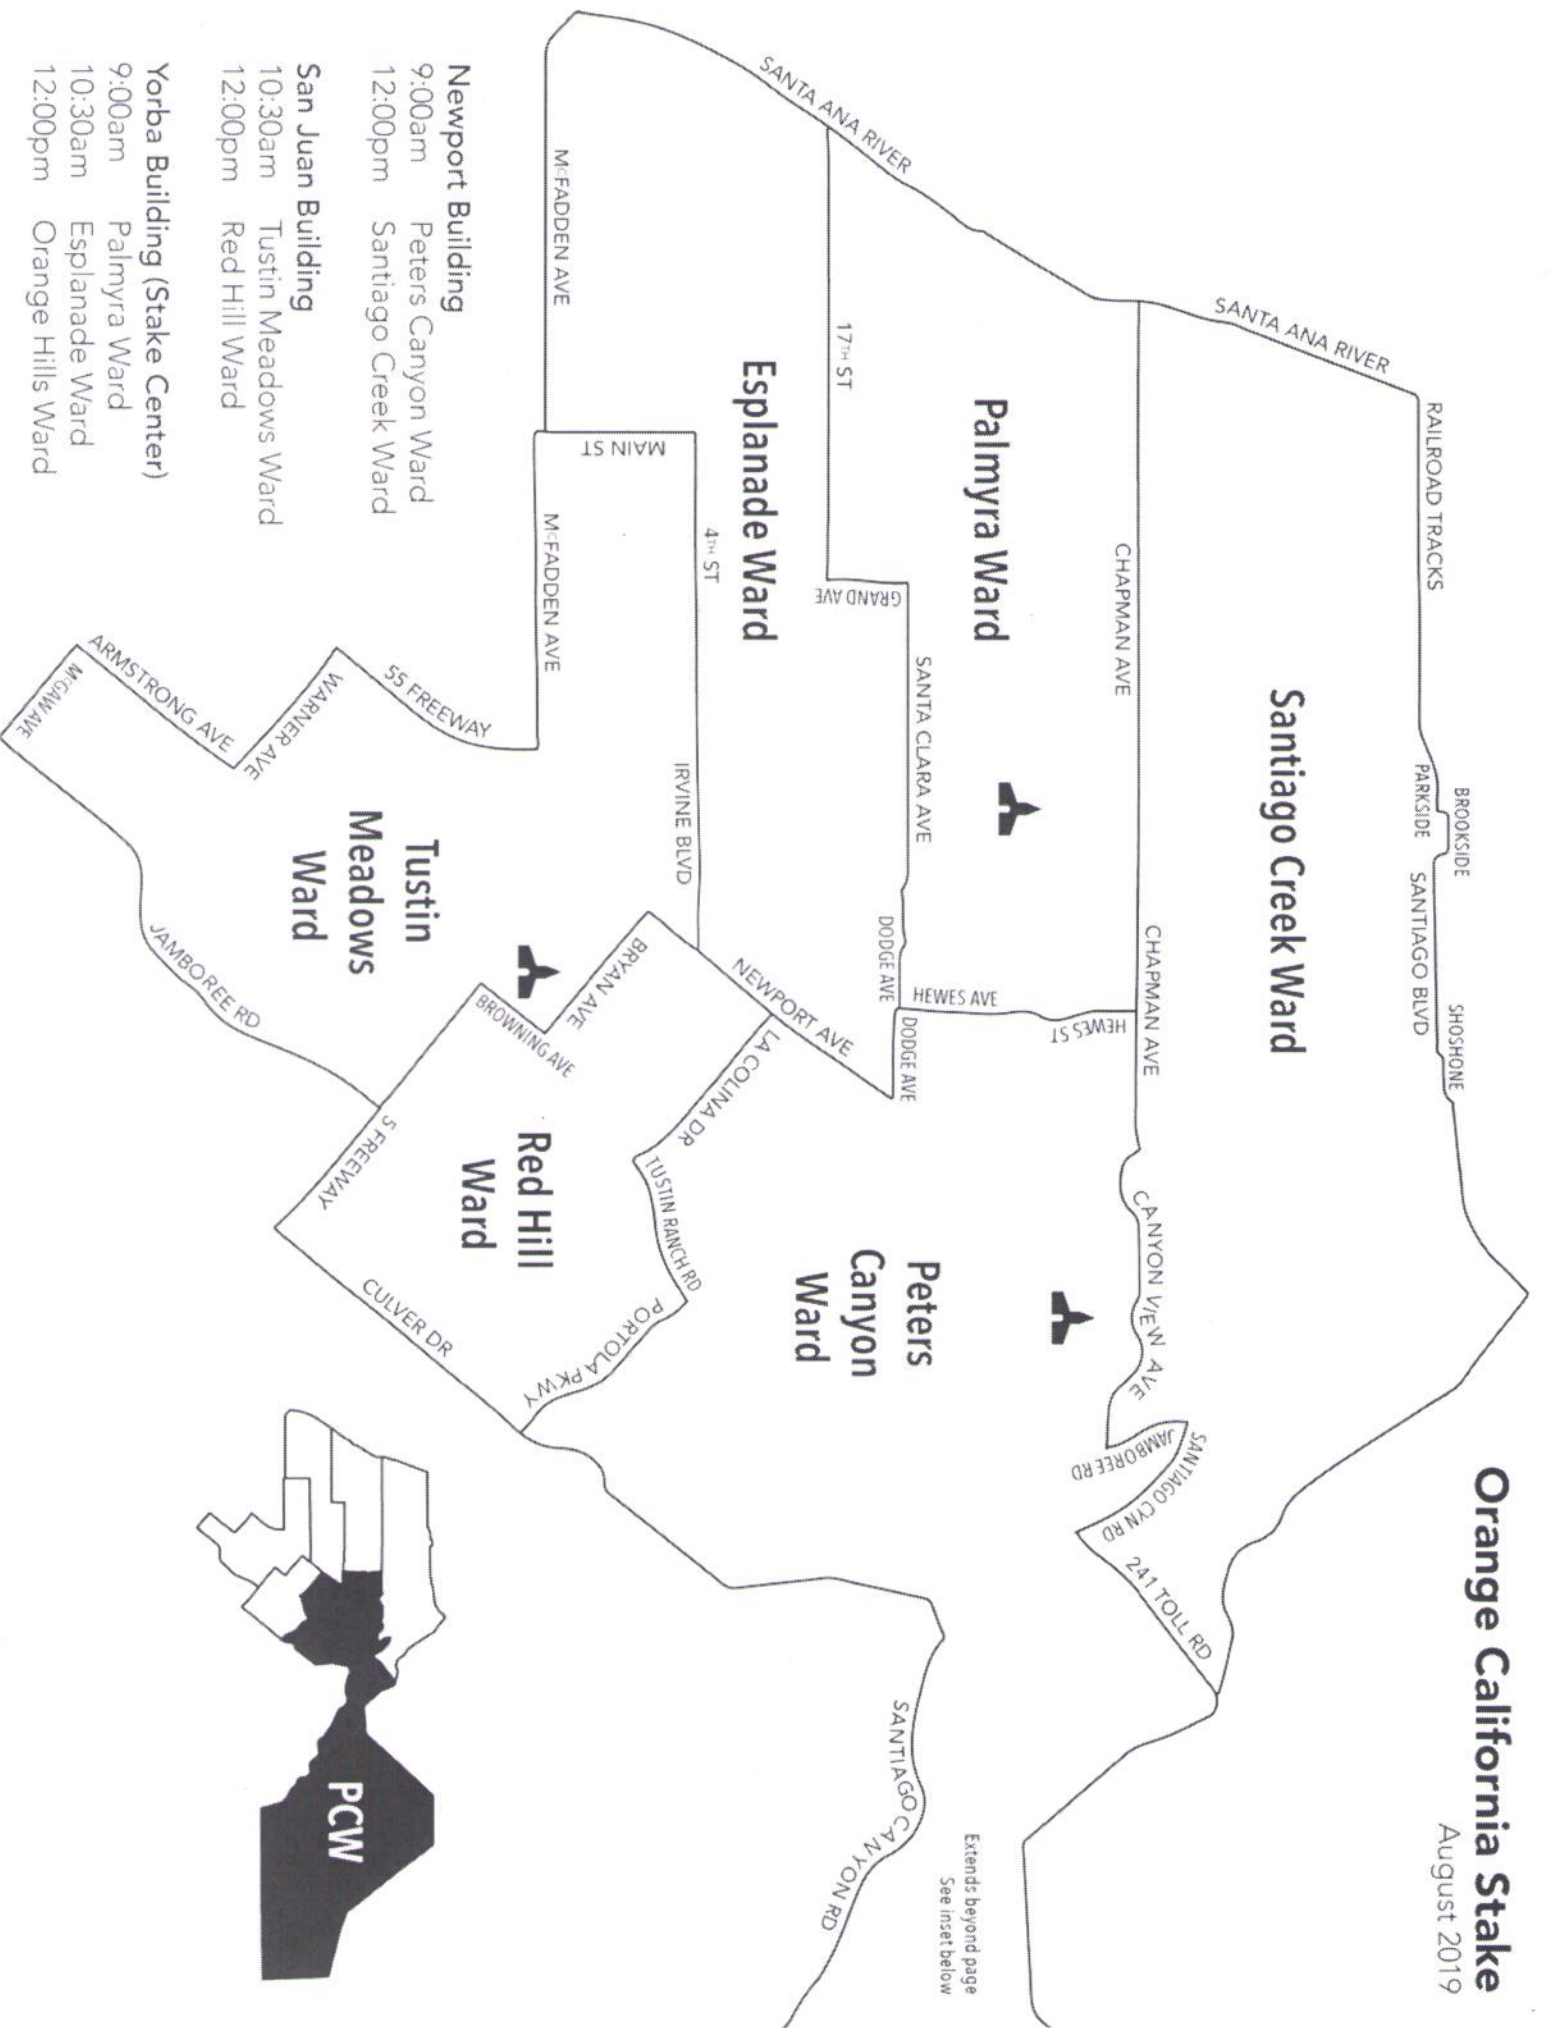 Orange California Stake
August 2019
RAILROAD TRACKS
BROOKSIDE
PARKSIDE
SANTIAGO BLVD
SHOSHONE
SANTA ANA RIVER
Santiago Creek Ward
CHAPMAN AVE
CHAPMAN AVE
CANYON VIEW AVE
JAMBOREE RD
SANTIAGO CYN RD
241 TOLL RD
HEWES ST
HEWES AVE
SANTA ANA RIVER
Palmyra Ward
17TH ST
GRAND AVE
SANTA CLARA AVE
DODGE AVE
DODGE AVE
NEWPORT AVE
Peters
Canyon
Ward
Extends beyond page
See inset below
SANTIAGO CANYON RD
Esplanade Ward
4TH ST
MAIN ST
IRVINE BLVD
MCFADDEN AVE
MCFADDEN AVE
LA COLINA DR
TUSTIN RANCH RD
PORTOLA PKWY
BRYAN AVE
BROWNING AVE
Red Hill
Ward
5 FREEWAY
CULVER DR
55 FREEWAY
WARNER AVE
ARMSTRONG AVE
MCGAW AVE
Tustin
Meadows
Ward
JAMBOREE RD
PCW
Newport Building
9:00am Peters Canyon Ward
12:00pm Santiago Creek Ward
San Juan Building
10:30am Tustin Meadows Ward
12:00pm Red Hill Ward
Yorba Building (Stake Center)
9:00am Palmyra Ward
10:30am Esplanade Ward
12:00pm Orange Hills Ward